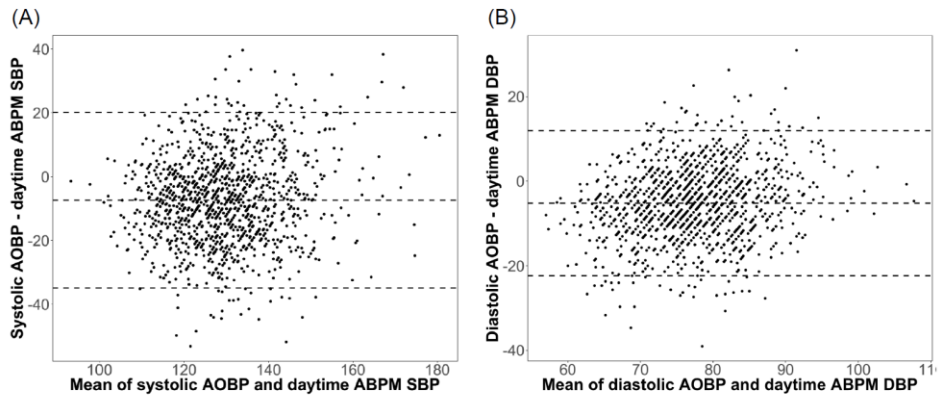 (A)
Systolic AOBP - daytime ABPM SBP
40
20
0
-20
-40
100 120 140 160 180
Mean of systolic AOBP and daytime ABPM SBP
(B)
Diastolic AOBP - daytime ABPM DBP
20
0
-20
-40
60 70 80 90 100 11
Mean of diastolic AOBP and daytime ABPM DBP